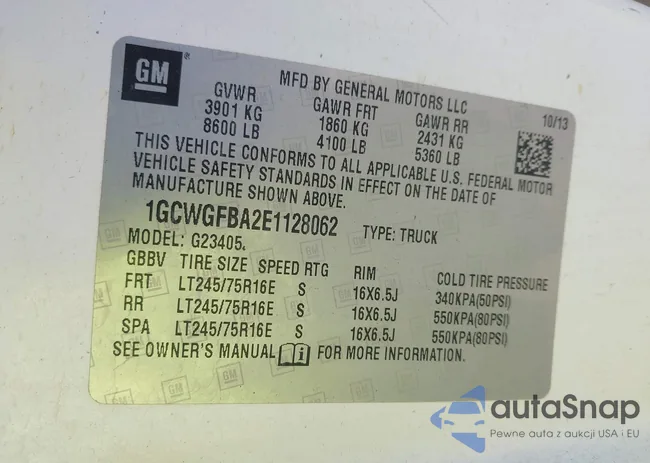 GM®
MFD BY GENERAL MOTORS LLC
10/13
GVWR GAWR FRT GAWR RR
3901 KG 1860 KG 2431 KG
8600 LB 4100 LB 5360 LB
THIS VEHICLE CONFORMS TO ALL APPLICABLE U.S. FEDERAL MOTOR
VEHICLE SAFETY STANDARDS IN EFFECT ON THE DATE OF
MANUFACTURE SHOWN ABOVE.
1GCWGFBA2E1128062 TYPE: TRUCK
MODEL: G23405
GBBV TIRE SIZE SPEED RTG RIM COLD TIRE PRESSURE
FRT LT245/75R16E S 16X6.5J 340KPA(50PSI)
RR LT245/75R16E S 16X6.5J 550KPA(80PSI)
SPA LT245/75R16E S 16X6.5J 550KPA(80PSI)
SEE OWNER'S MANUAL i FOR MORE INFORMATION.
autaSnap
Pewne auta z aukcji USA i EU